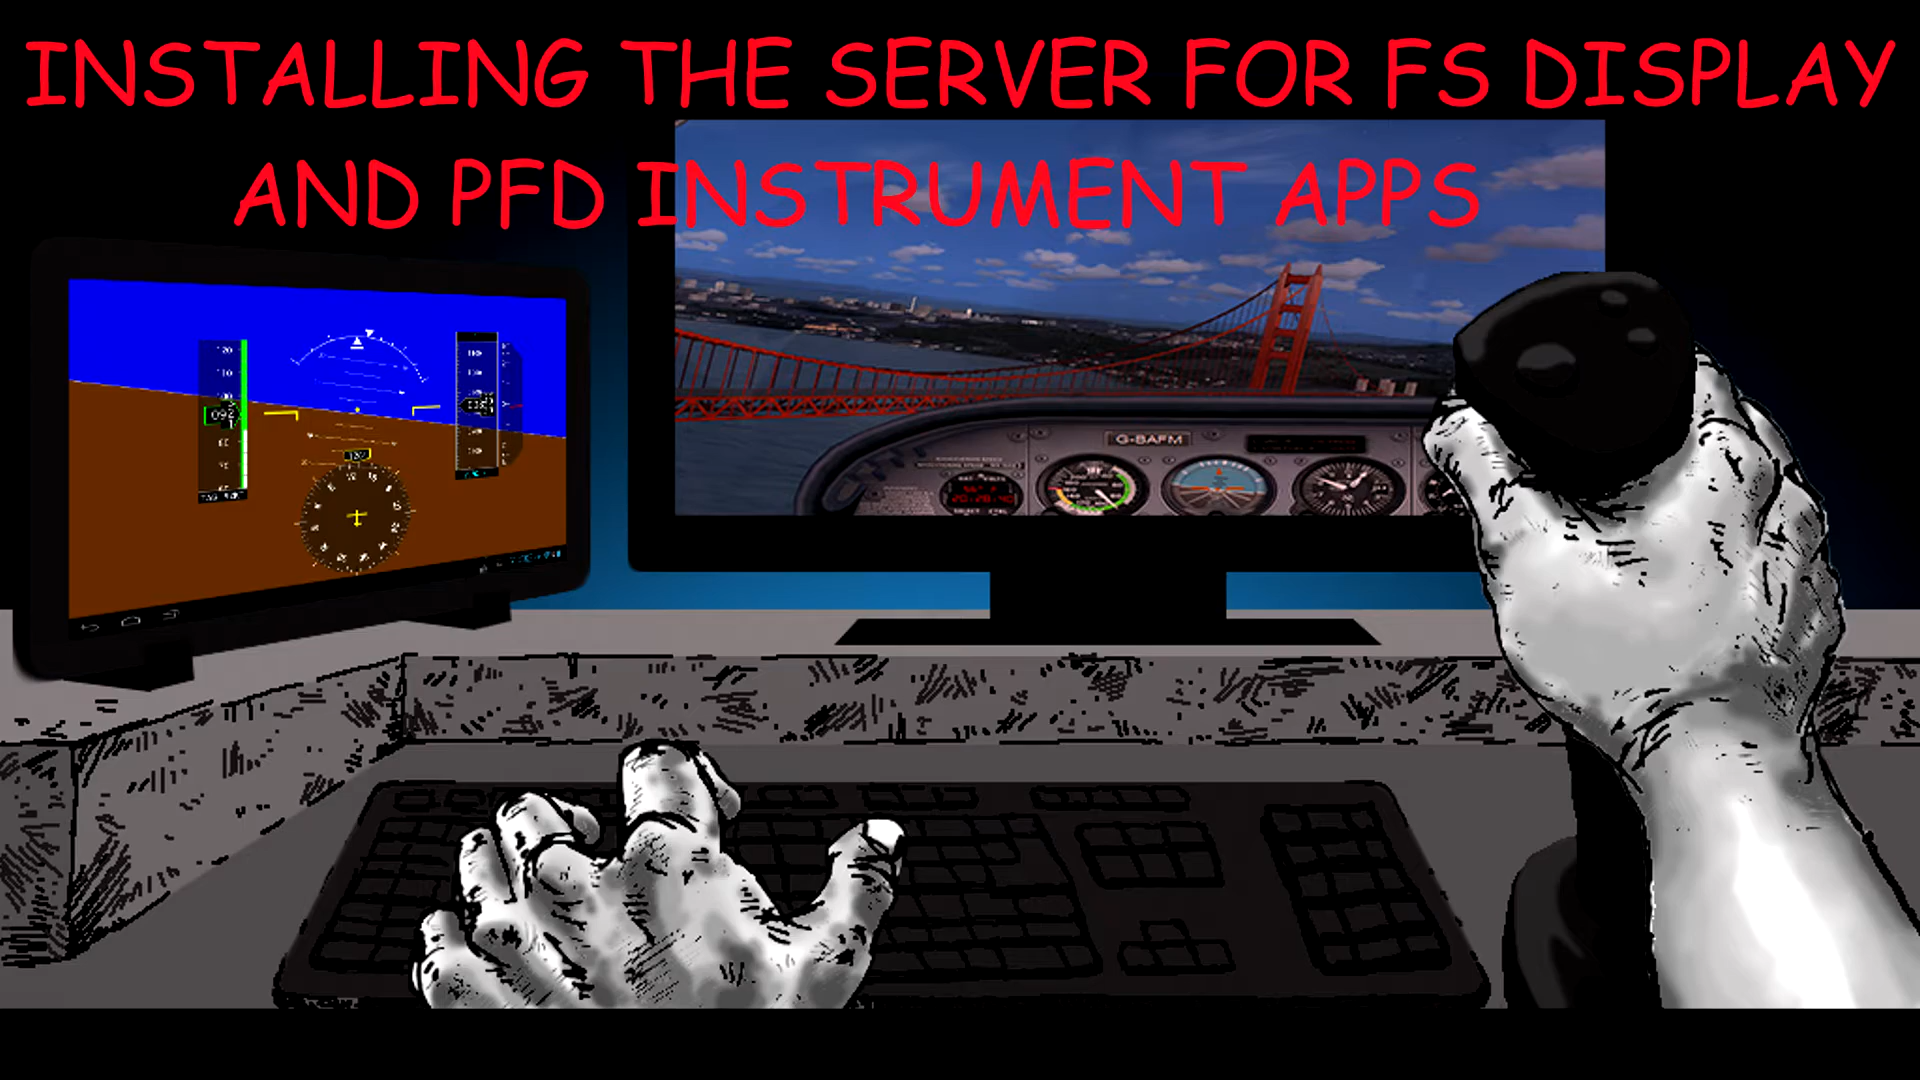 INSTALLING THE SERVER FOR FS DISPLAY
AND PFD INSTRUMENT APPS
G-BAFM